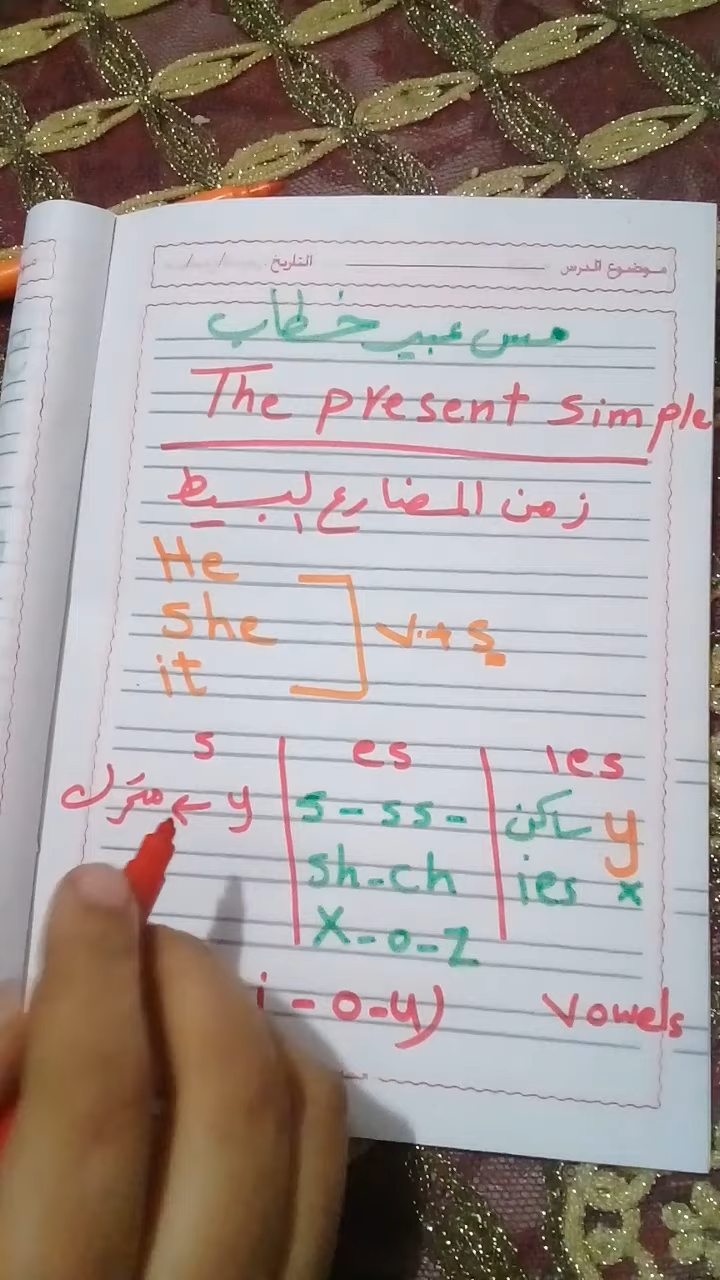 موضوع الدرس التاريخ / /
مس عبير خطاب
The present simple
زمن المضارع البسيط
He
she
it
V.+s
s es ies
y ← متحرك s - ss - y ساكن
sh - ch ies x
x - o - z
i - o - u) vowels